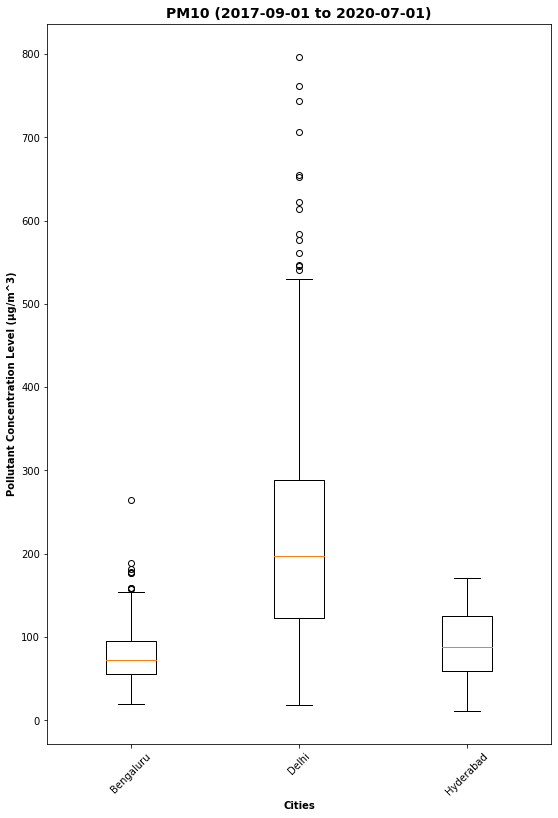 PM10 (2017-09-01 to 2020-07-01)
800
700
600
500
400
300
200
100
0
Pollutant Concentration Level (μg/m^3)
Bengaluru
Delhi
Hyderabad
Cities